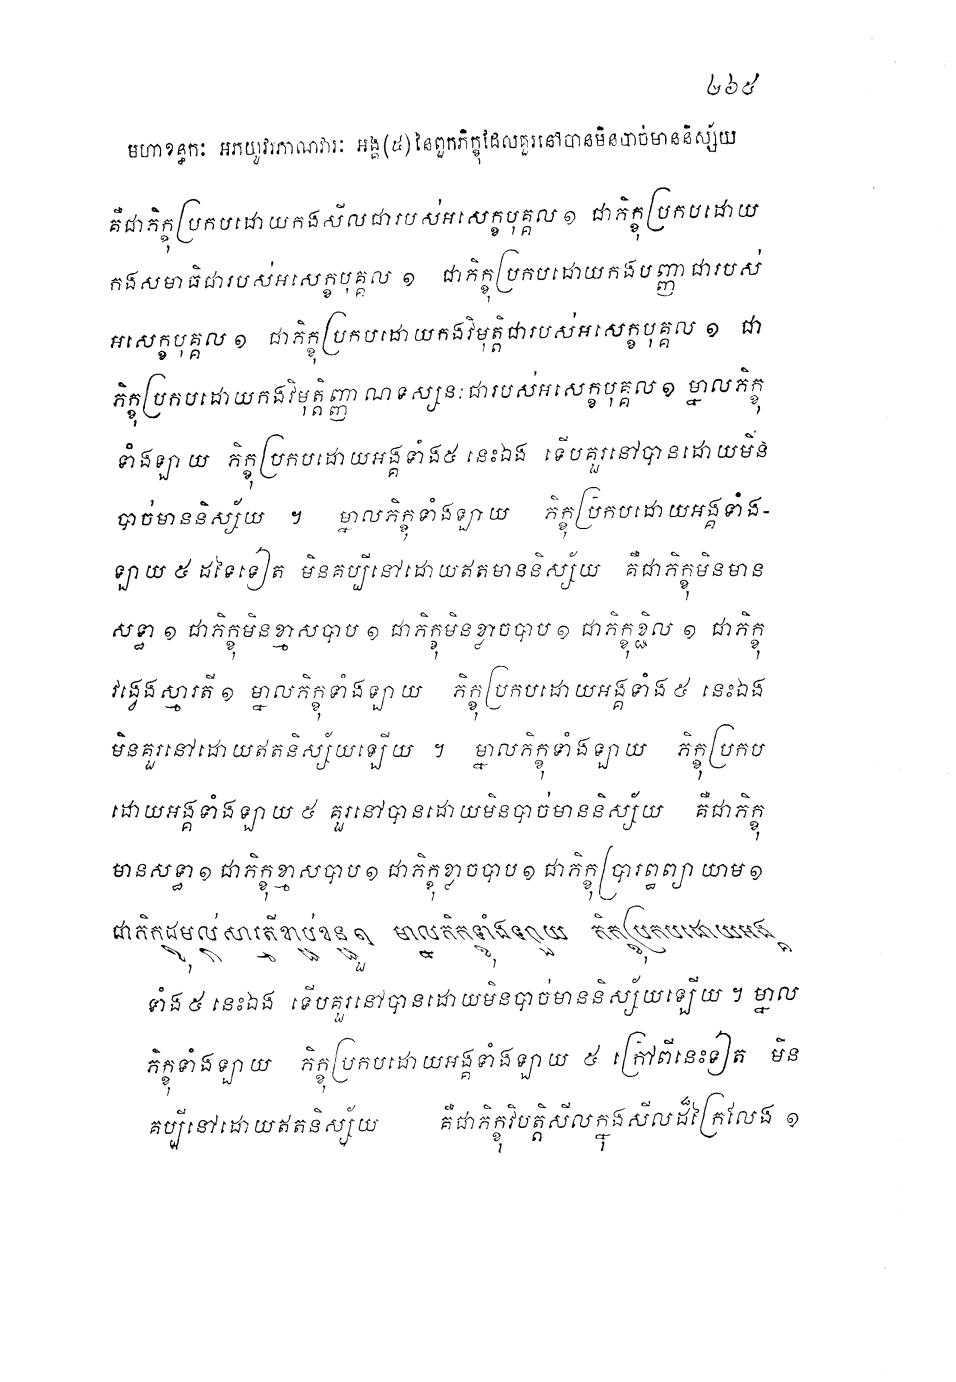 ២៦៥
មហាខន្ធកៈ អភយូវរភាណវារៈ អង្គ(៥)នៃពួកភិក្ខុដែលគួរនៅបានមិនបាច់មាននិស្ស័យ
គឺជាភិក្ខុប្រកបដោយកងសីលជារបស់អសេក្ខបុគ្គល ១ ជាភិក្ខុប្រកបដោយ
កងសមាធិជារបស់អសេក្ខបុគ្គល ១ ជាភិក្ខុប្រកបដោយកងបញ្ញាជារបស់
អសេក្ខបុគ្គល ១ ជាភិក្ខុប្រកបដោយកងវិមុត្តិជារបស់អសេក្ខបុគ្គល ១ ជា
ភិក្ខុប្រកបដោយកងវិមុត្តិញ្ញាណទស្សនៈជារបស់អសេក្ខបុគ្គល ១ ម្នាលភិក្ខុ
ទាំងឡាយ ភិក្ខុប្រកបដោយអង្គទាំង៥ នេះឯង ទើបគួរនៅបានដោយមិន
បាច់មាននិស្ស័យ ។ ម្នាលភិក្ខុទាំងឡាយ ភិក្ខុប្រកបដោយអង្គទាំង-
ឡាយ ៥ ដទៃទៀត មិនគប្បីនៅដោយឥតមាននិស្ស័យ គឺជាភិក្ខុមិនមាន
សទ្ធា ១ ជាភិក្ខុមិនខ្មាសបាប ១ ជាភិក្ខុមិនខ្លាចបាប ១ ជាភិក្ខុខ្ជិល ១ ជាភិក្ខុ
វង្វេងស្មារតី ១ ម្នាលភិក្ខុទាំងឡាយ ភិក្ខុប្រកបដោយអង្គទាំង ៥ នេះឯង
មិនគួរនៅដោយឥតនិស្ស័យឡើយ ។ ម្នាលភិក្ខុទាំងឡាយ ភិក្ខុប្រកប
ដោយអង្គទាំងឡាយ ៥ គួរនៅបានដោយមិនបាច់មាននិស្ស័យ គឺជាភិក្ខុ
មានសទ្ធា ១ ជាភិក្ខុខ្មាសបាប ១ ជាភិក្ខុខ្លាចបាប ១ ជាភិក្ខុប្រារព្ធព្យាយាម ១
ជាភិក្ខុដម្កល់ស្មារតីខ្ជាប់ខ្ជួន ១ ម្នាលភិក្ខុទាំងឡាយ ភិក្ខុប្រកបដោយអង្គ
ទាំង ៥ នេះឯង ទើបគួរនៅបានដោយមិនបាច់មាននិស្ស័យឡើយ ។ ម្នាល
ភិក្ខុទាំងឡាយ ភិក្ខុប្រកបដោយអង្គទាំងឡាយ ៥ ក្រៅពីនេះទៀត មិន
គប្បីនៅដោយឥតនិស្ស័យ គឺជាភិក្ខុវិបត្តិសីលក្នុងសីលដ៏ក្រៃលែង ១